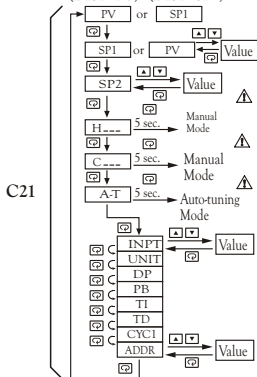 PV or SP1
SP1 or PV Value
SP2 Value
H___ 5 sec. Manual Mode
C___ 5 sec. Manual Mode
A-T 5 sec. Auto-tuning Mode
C21
INPT Value
UNIT
DP
PB
TI
TD
CYC1
ADDR Value